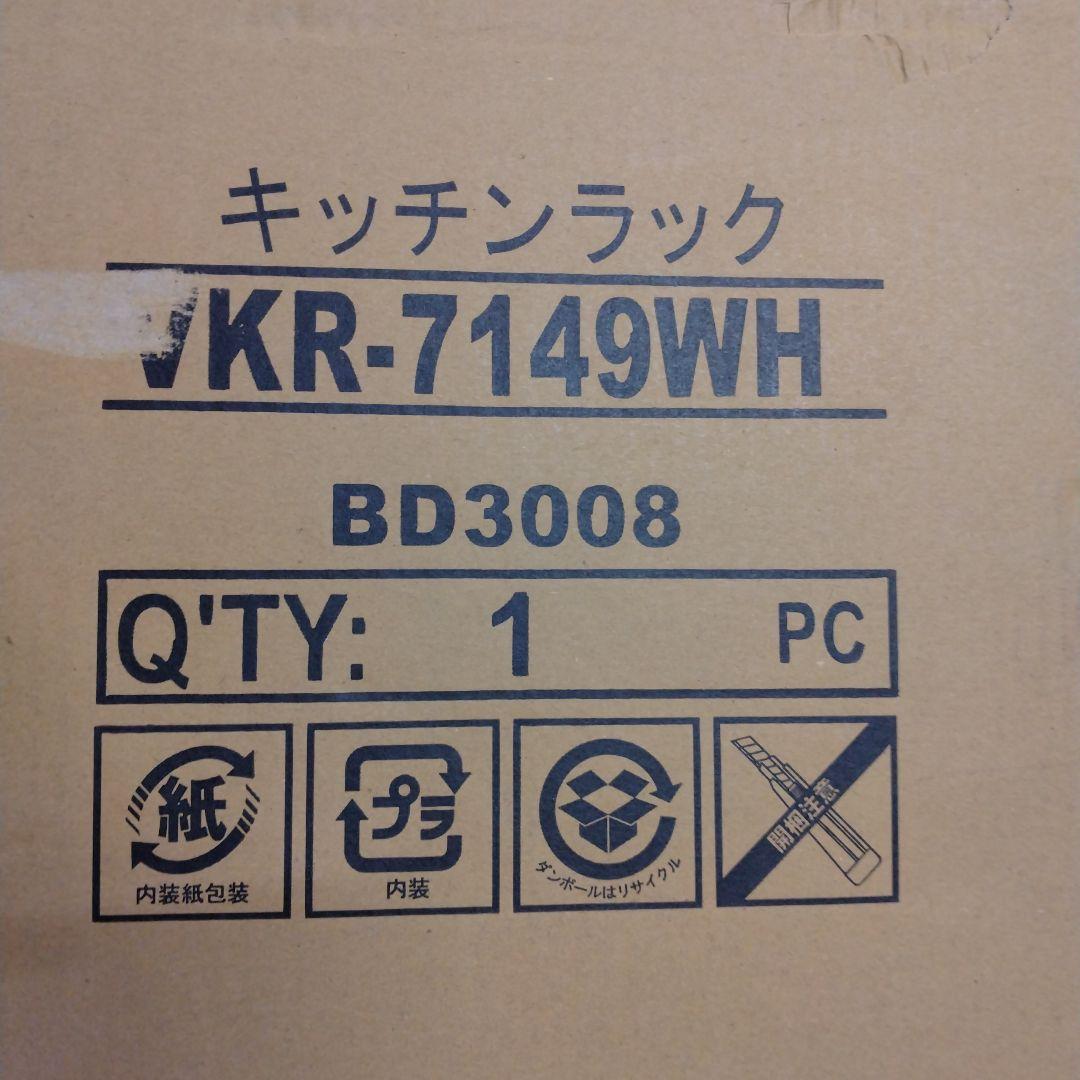 キッチンラック
VKR-7149WH
BD3008
Q'TY: 1 PC
紙
内装紙包装
プラ
内装
ダンボールはリサイクル
開梱注意